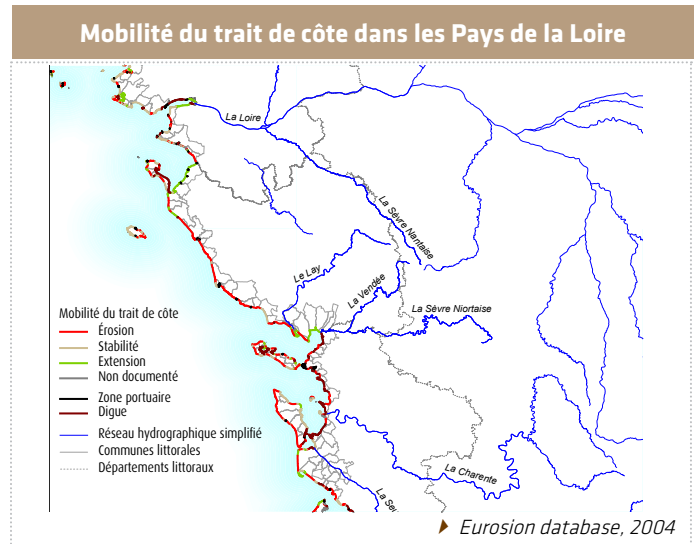 Mobilité du trait de côte dans les Pays de la Loire
La Loire
La Sèvre Nantaise
Le Lay
La Vendée
La Sèvre Niortaise
Mobilité du trait de côte
Érosion
Stabilité
Extension
Non documenté
Zone portuaire
Digue
Réseau hydrographique simplifié
Communes littorales
Départements littoraux
La Charente
La Seu
Eurosion database, 2004